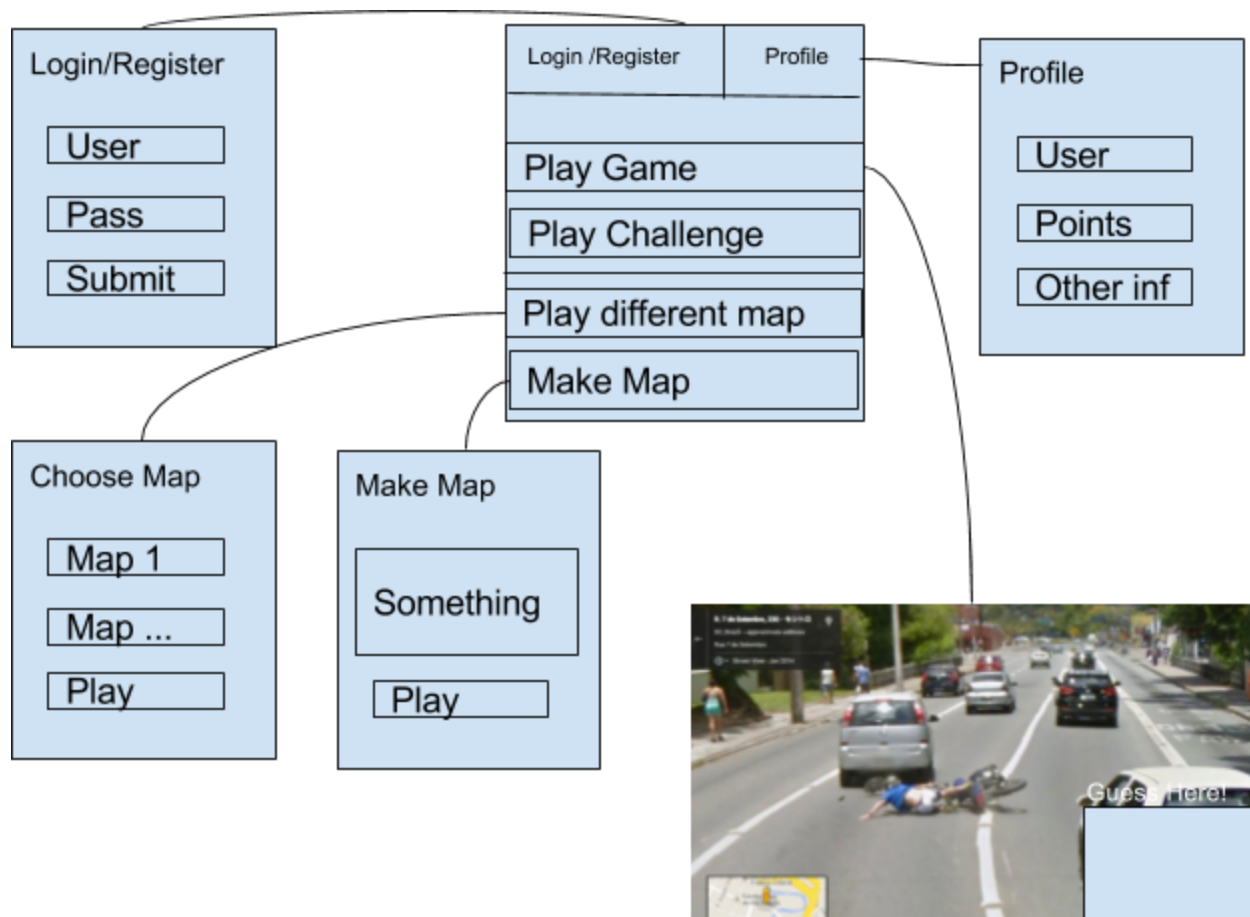 Login/Register
User
Pass
Submit
Login /Register
Profile
Play Game
Play Challenge
Play different map
Make Map
Profile
User
Points
Other inf
Choose Map
Map 1
Map ...
Play
Make Map
Something
Play
Guess Here!